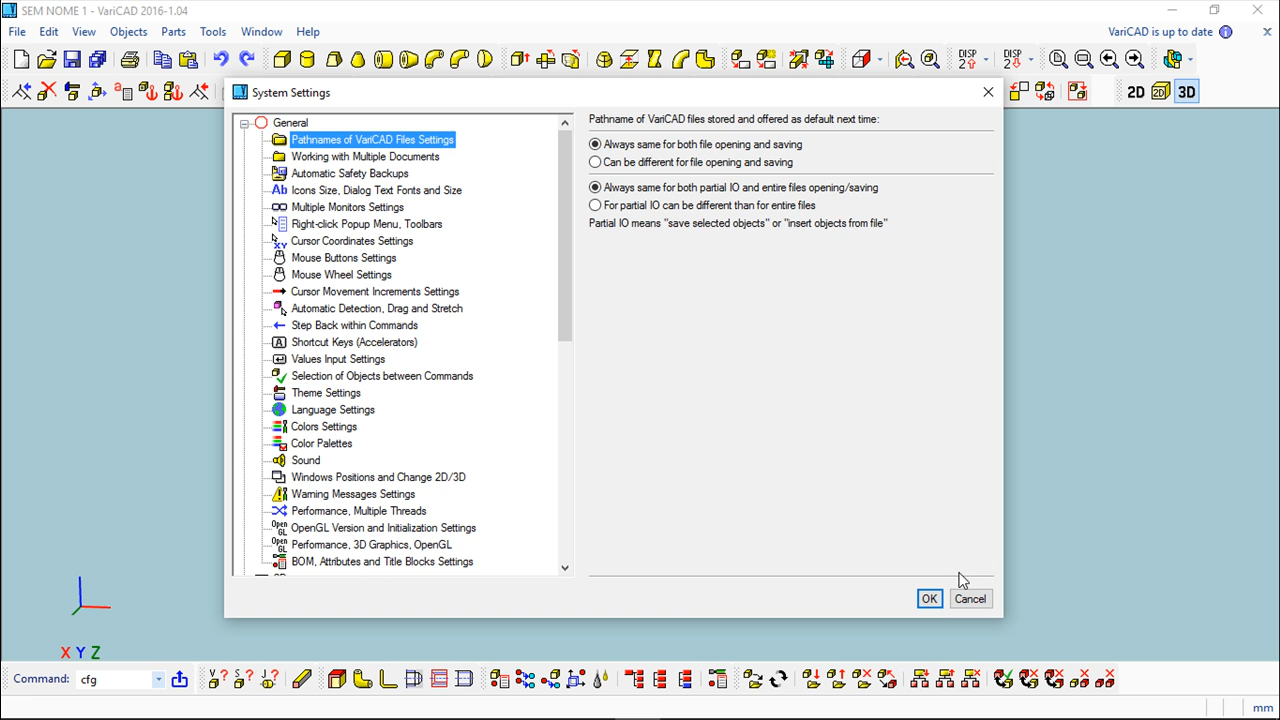 SEM NOME 1 - VariCAD 2016-1.04
File Edit View Objects Parts Tools Window Help
VariCAD is up to date
DISP DISP
2D 2D 3D
System Settings
General
Pathnames of VariCAD Files Settings
Working with Multiple Documents
Automatic Safety Backups
Ab Icons Size, Dialog Text Fonts and Size
Multiple Monitors Settings
Right-click Popup Menu, Toolbars
XY Cursor Coordinates Settings
Mouse Buttons Settings
Mouse Wheel Settings
Cursor Movement Increments Settings
Automatic Detection, Drag and Stretch
Step Back within Commands
A Shortcut Keys (Accelerators)
Values Input Settings
Selection of Objects between Commands
Theme Settings
Language Settings
Colors Settings
Color Palettes
Sound
Windows Positions and Change 2D/3D
Warning Messages Settings
Performance, Multiple Threads
Open GL OpenGL Version and Initialization Settings
Open GL Performance, 3D Graphics, OpenGL
BOM, Attributes and Title Blocks Settings
Pathname of VariCAD files stored and offered as default next time:
Always same for both file opening and saving
Can be different for file opening and saving
Always same for both partial IO and entire files opening/saving
For partial IO can be different than for entire files
Partial IO means "save selected objects" or "insert objects from file"
OK Cancel
X Y Z
Command: cfg
mm